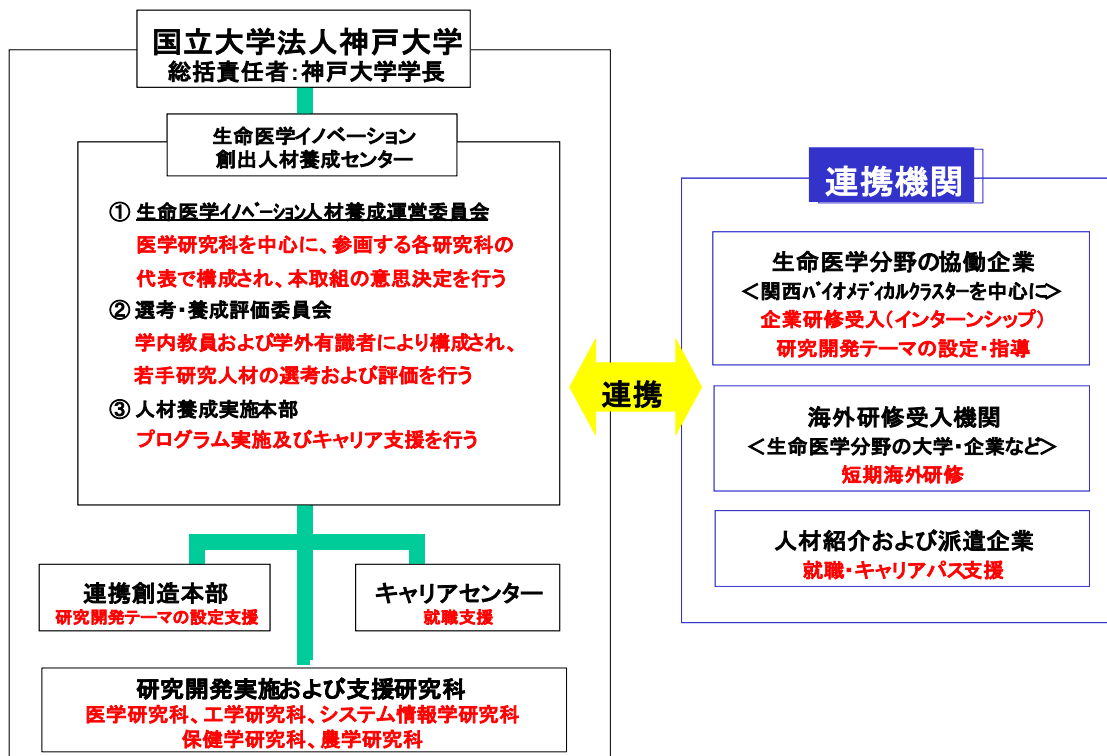 国立大学法人神戸大学
総括責任者:神戸大学学長
生命医学イノベーション
創出人材養成センター
① 生命医学イノベーション人材養成運営委員会
医学研究科を中心に、参画する各研究科の
代表で構成され、本取組の意思決定を行う
② 選考・養成評価委員会
学内教員および学外有識者により構成され、
若手研究人材の選考および評価を行う
③ 人材養成実施本部
プログラム実施及びキャリア支援を行う
連携創造本部
研究開発テーマの設定支援
キャリアセンター
就職支援
研究開発実施および支援研究科
医学研究科、工学研究科、システム情報学研究科
保健学研究科、農学研究科
連携
連携機関
生命医学分野の協働企業
<関西バイオメディカルクラスターを中心に>
企業研修受入(インターンシップ)
研究開発テーマの設定・指導
海外研修受入機関
<生命医学分野の大学・企業など>
短期海外研修
人材紹介および派遣企業
就職・キャリアパス支援